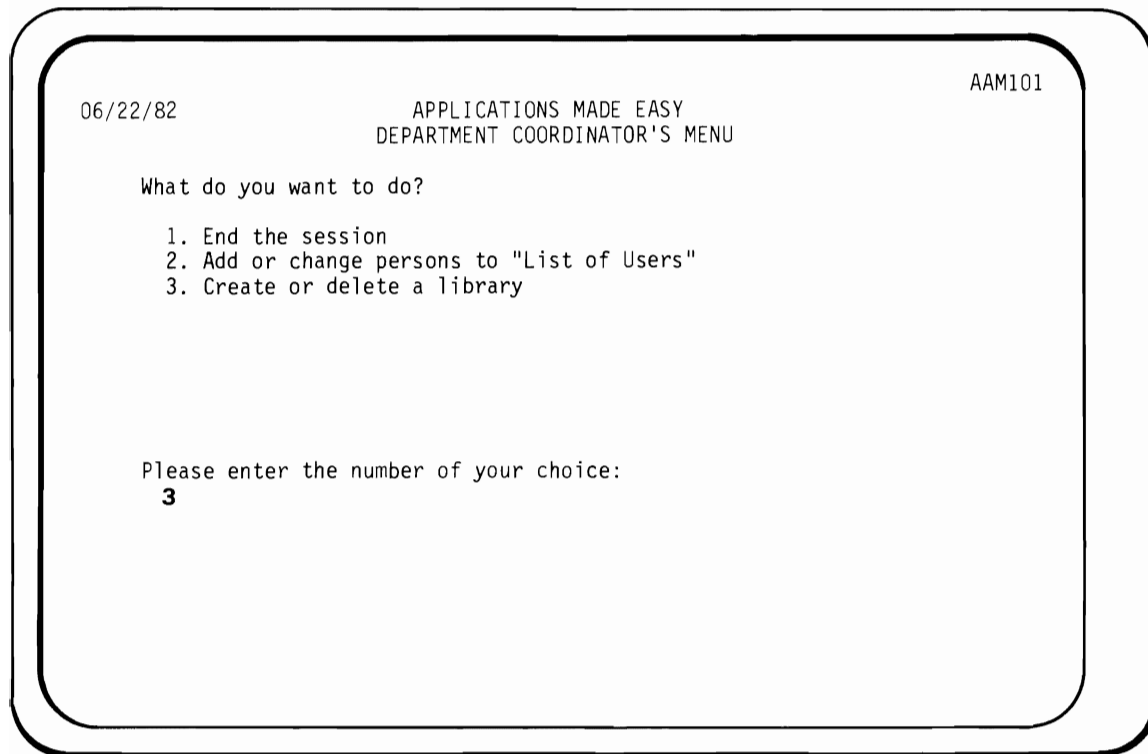 AAM101
06/22/82 APPLICATIONS MADE EASY
DEPARTMENT COORDINATOR'S MENU
What do you want to do?
1. End the session
2. Add or change persons to "List of Users"
3. Create or delete a library
Please enter the number of your choice:
3